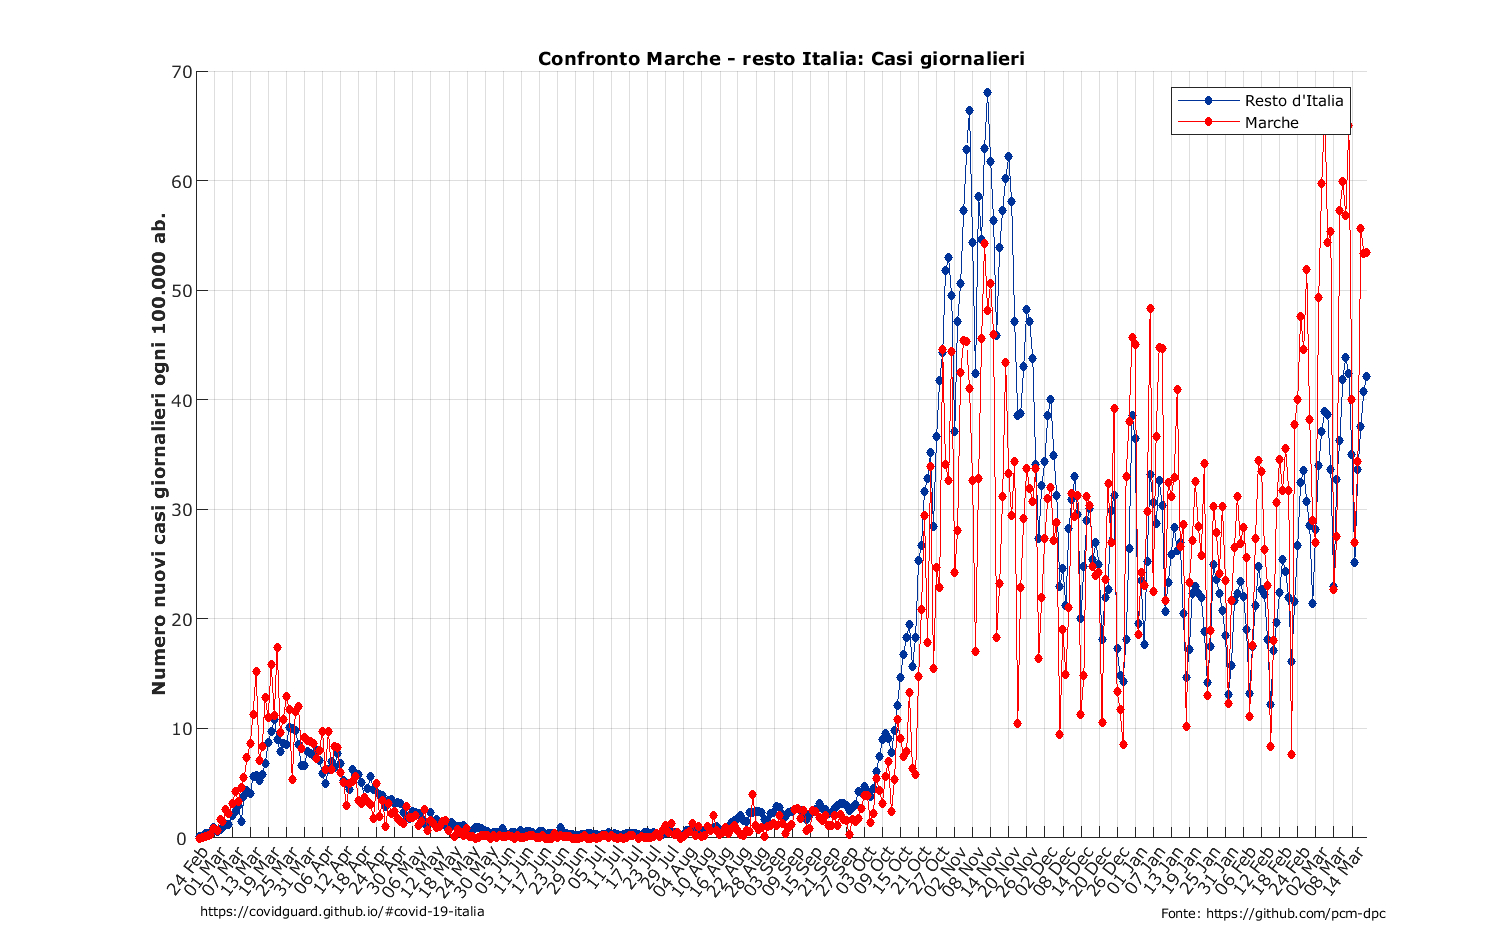 Confronto Marche - resto Italia: Casi giornalieri
Numero nuovi casi giornalieri ogni 100.000 ab.
70
60
50
40
30
20
10
0
Resto d'Italia
Marche
24 Feb
01 Mar
07 Mar
13 Mar
19 Mar
25 Mar
31 Mar
06 Apr
12 Apr
18 Apr
24 Apr
30 Apr
06 May
12 May
18 May
24 May
30 May
05 Jun
11 Jun
17 Jun
23 Jun
29 Jun
05 Jul
11 Jul
17 Jul
23 Jul
29 Jul
04 Aug
10 Aug
16 Aug
22 Aug
28 Aug
03 Sep
09 Sep
15 Sep
21 Sep
27 Sep
03 Oct
09 Oct
15 Oct
21 Oct
27 Oct
02 Nov
08 Nov
14 Nov
20 Nov
26 Nov
02 Dec
08 Dec
14 Dec
20 Dec
26 Dec
01 Jan
07 Jan
13 Jan
19 Jan
25 Jan
31 Jan
06 Feb
12 Feb
18 Feb
24 Feb
02 Mar
08 Mar
14 Mar
https://covidguard.github.io/#covid-19-italia
Fonte: https://github.com/pcm-dpc